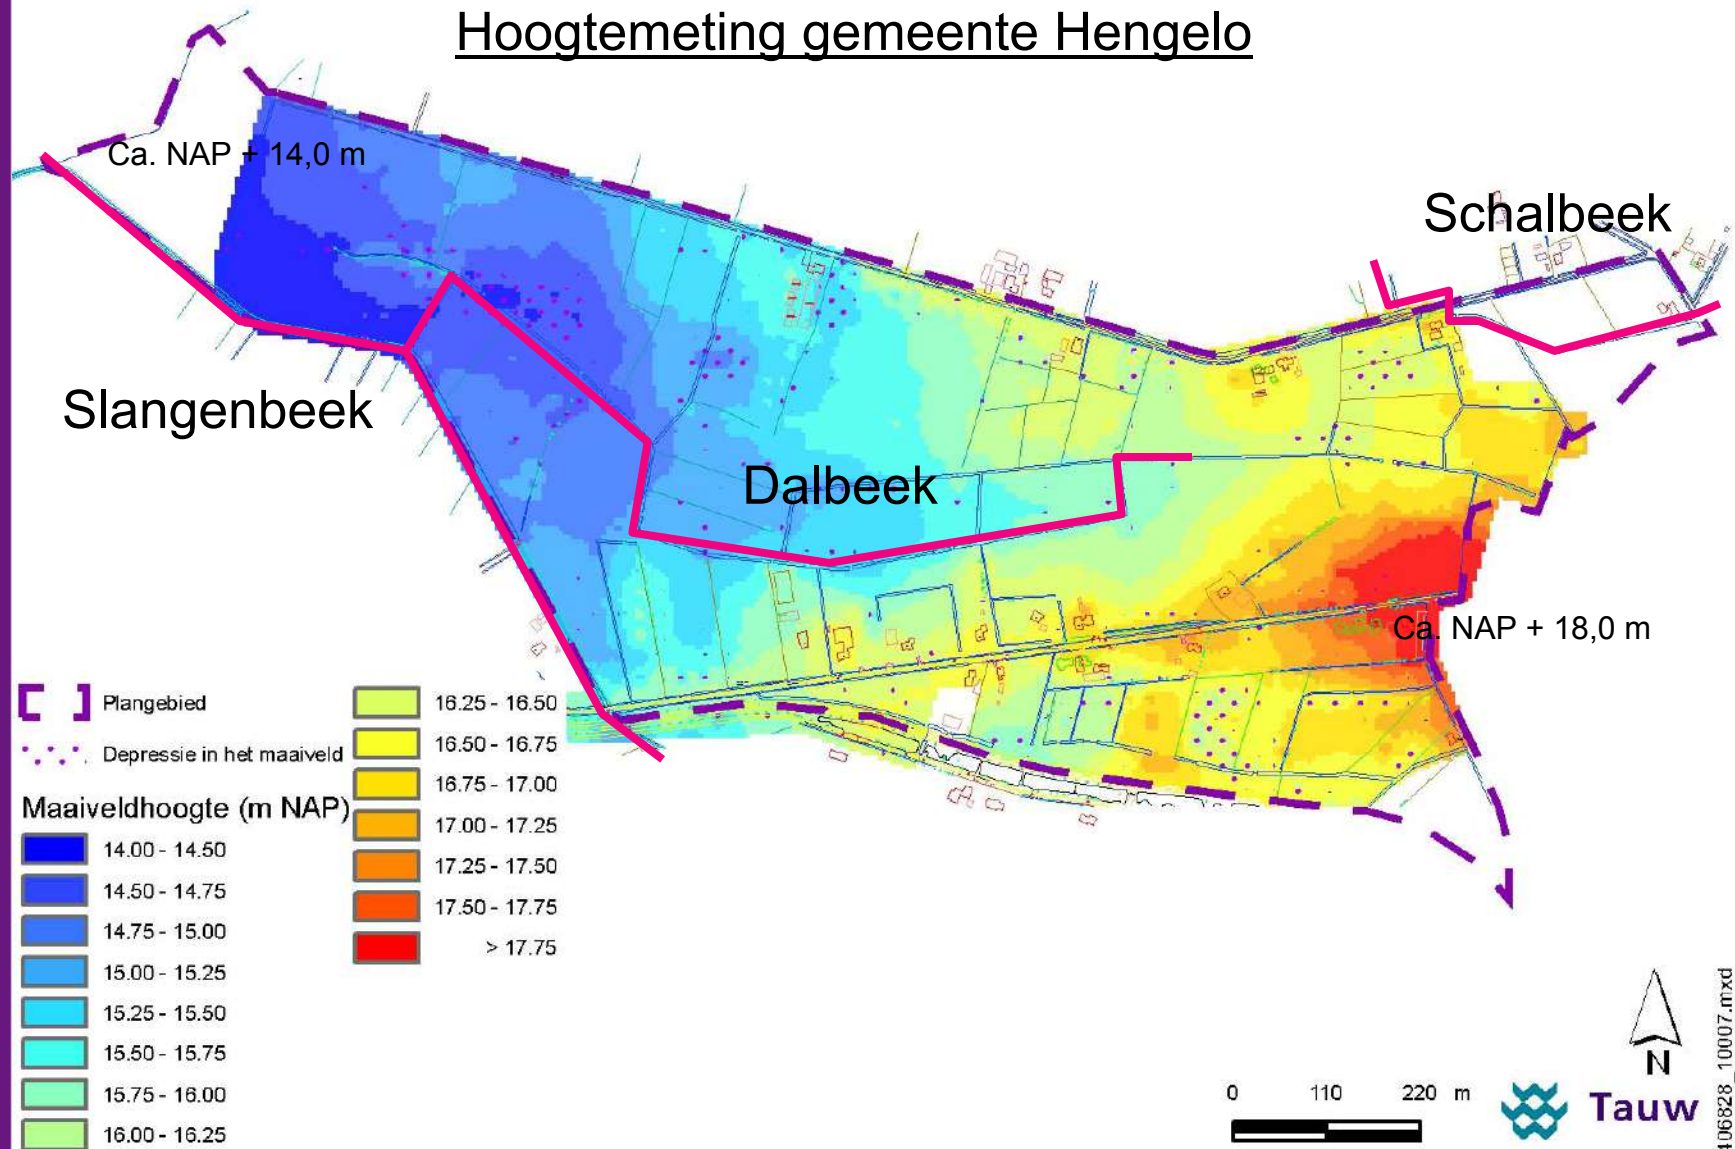 Hoogtemeting gemeente Hengelo
Ca. NAP + 14,0 m
Schalbeek
Slangenbeek
Dalbeek
Ca. NAP + 18,0 m
Plangebied
Depressie in het maaiveld
Maaiveldhoogte (m NAP)
14.00 - 14.50
14.50 - 14.75
14.75 - 15.00
15.00 - 15.25
15.25 - 15.50
15.50 - 15.75
15.75 - 16.00
16.00 - 16.25
16.25 - 16.50
16.50 - 16.75
16.75 - 17.00
17.00 - 17.25
17.25 - 17.50
17.50 - 17.75
> 17.75
N
0 110 220 m
Tauw
406828_10007.mxd